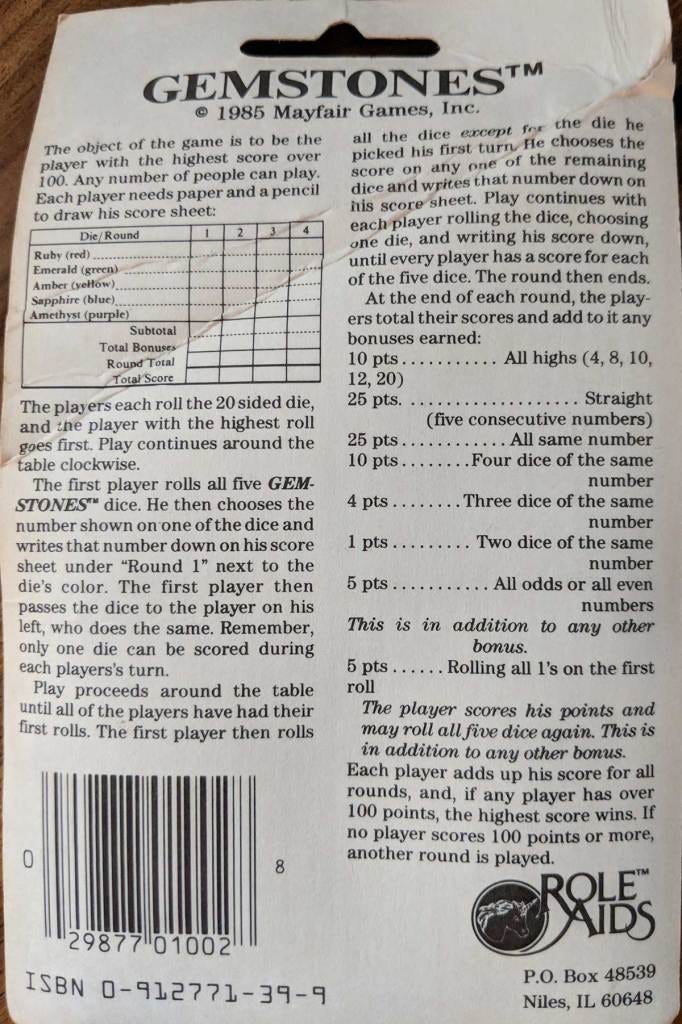 GEMSTONES™
© 1985 Mayfair Games, Inc.
The object of the game is to be the
player with the highest score over
100. Any number of people can play.
Each player needs paper and a pencil
to draw his score sheet:
Die/Round 1 2 3 4
Ruby (red)
Emerald (green)
Amber (yellow)
Sapphire (blue)
Amethyst (purple)
Subtotal
Total Bonuses
Round Total
Total Score
The players each roll the 20 sided die,
and the player with the highest roll
goes first. Play continues around the
table clockwise.
The first player rolls all five GEM-
STONES™ dice. He then chooses the
number shown on one of the dice and
writes that number down on his score
sheet under “Round 1” next to the
die's color. The first player then
passes the dice to the player on his
left, who does the same. Remember,
only one die can be scored during
each players's turn.
Play proceeds around the table
until all of the players have had their
first rolls. The first player then rolls
all the dice except for the die he
picked his first turn. He chooses the
score on any one of the remaining
dice and writes that number down on
his score sheet. Play continues with
each player rolling the dice, choosing
one die, and writing his score down,
until every player has a score for each
of the five dice. The round then ends.
At the end of each round, the play-
ers total their scores and add to it any
bonuses earned:
10 pts........... All highs (4, 8, 10,
12, 20)
25 pts. .................... Straight
(five consecutive numbers)
25 pts............ All same number
10 pts........Four dice of the same
number
4 pts........Three dice of the same
number
1 pts......... Two dice of the same
number
5 pts........... All odds or all even
numbers
This is in addition to any other
bonus.
5 pts......Rolling all 1's on the first
roll
The player scores his points and
may roll all five dice again. This is
in addition to any other bonus.
Each player adds up his score for all
rounds, and, if any player has over
100 points, the highest score wins. If
no player scores 100 points or more,
another round is played.
0 29877 01002 8
ISBN 0-912771-39-9
ROLE AIDS™
P.O. Box 48539
Niles, IL 60648